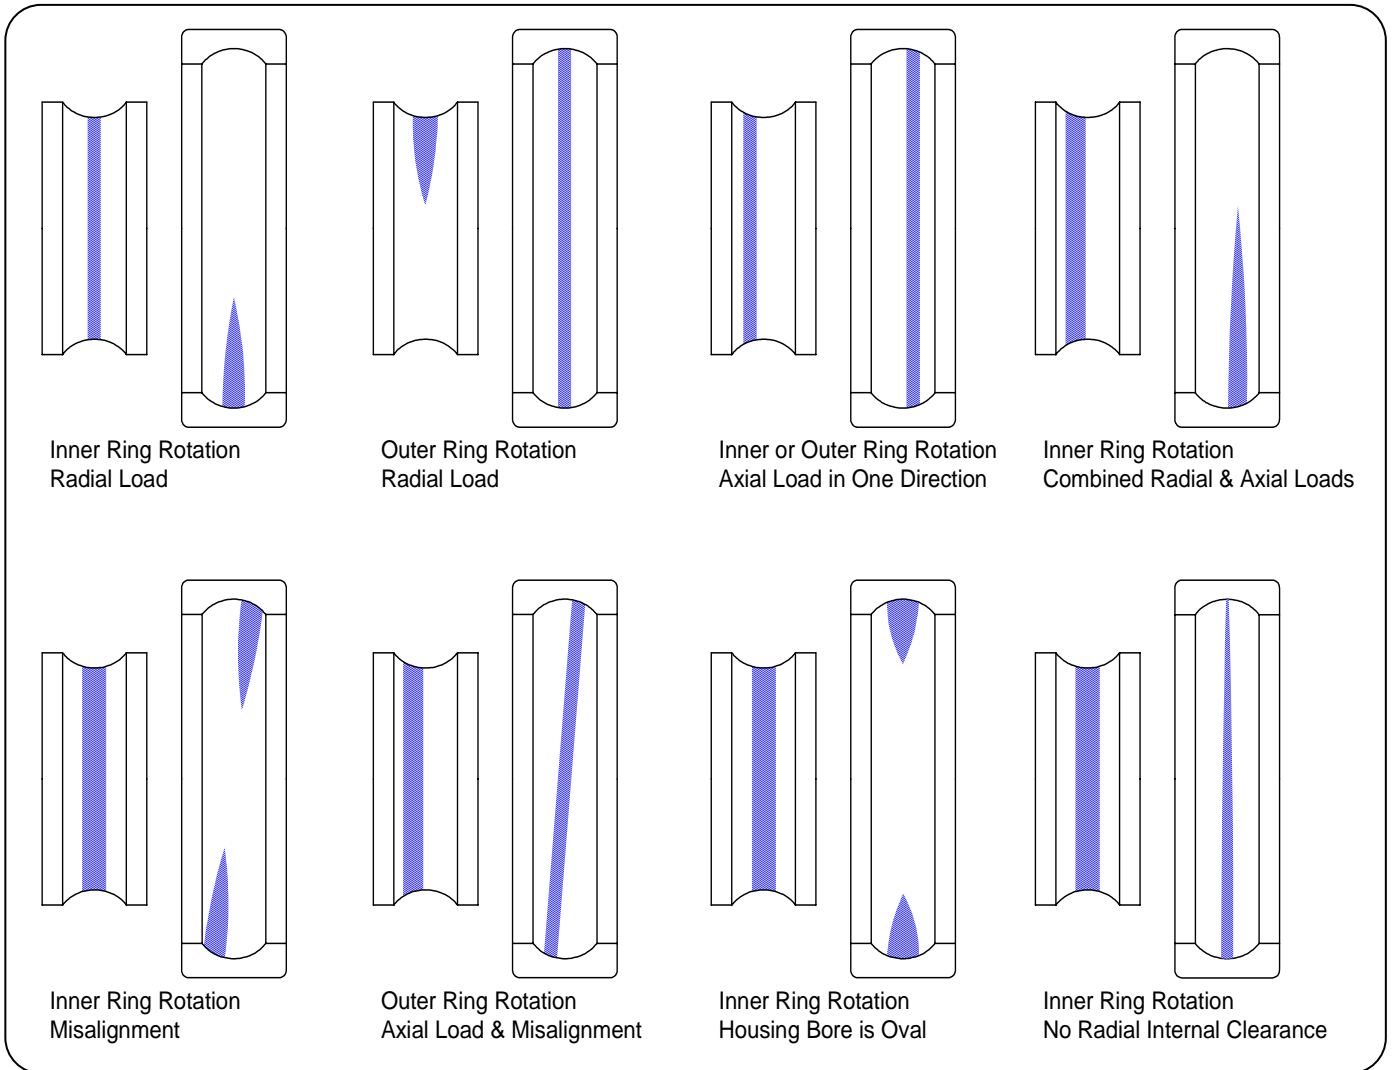 Inner Ring Rotation
Radial Load
Outer Ring Rotation
Radial Load
Inner or Outer Ring Rotation
Axial Load in One Direction
Inner Ring Rotation
Combined Radial & Axial Loads
Inner Ring Rotation
Misalignment
Outer Ring Rotation
Axial Load & Misalignment
Inner Ring Rotation
Housing Bore is Oval
Inner Ring Rotation
No Radial Internal Clearance